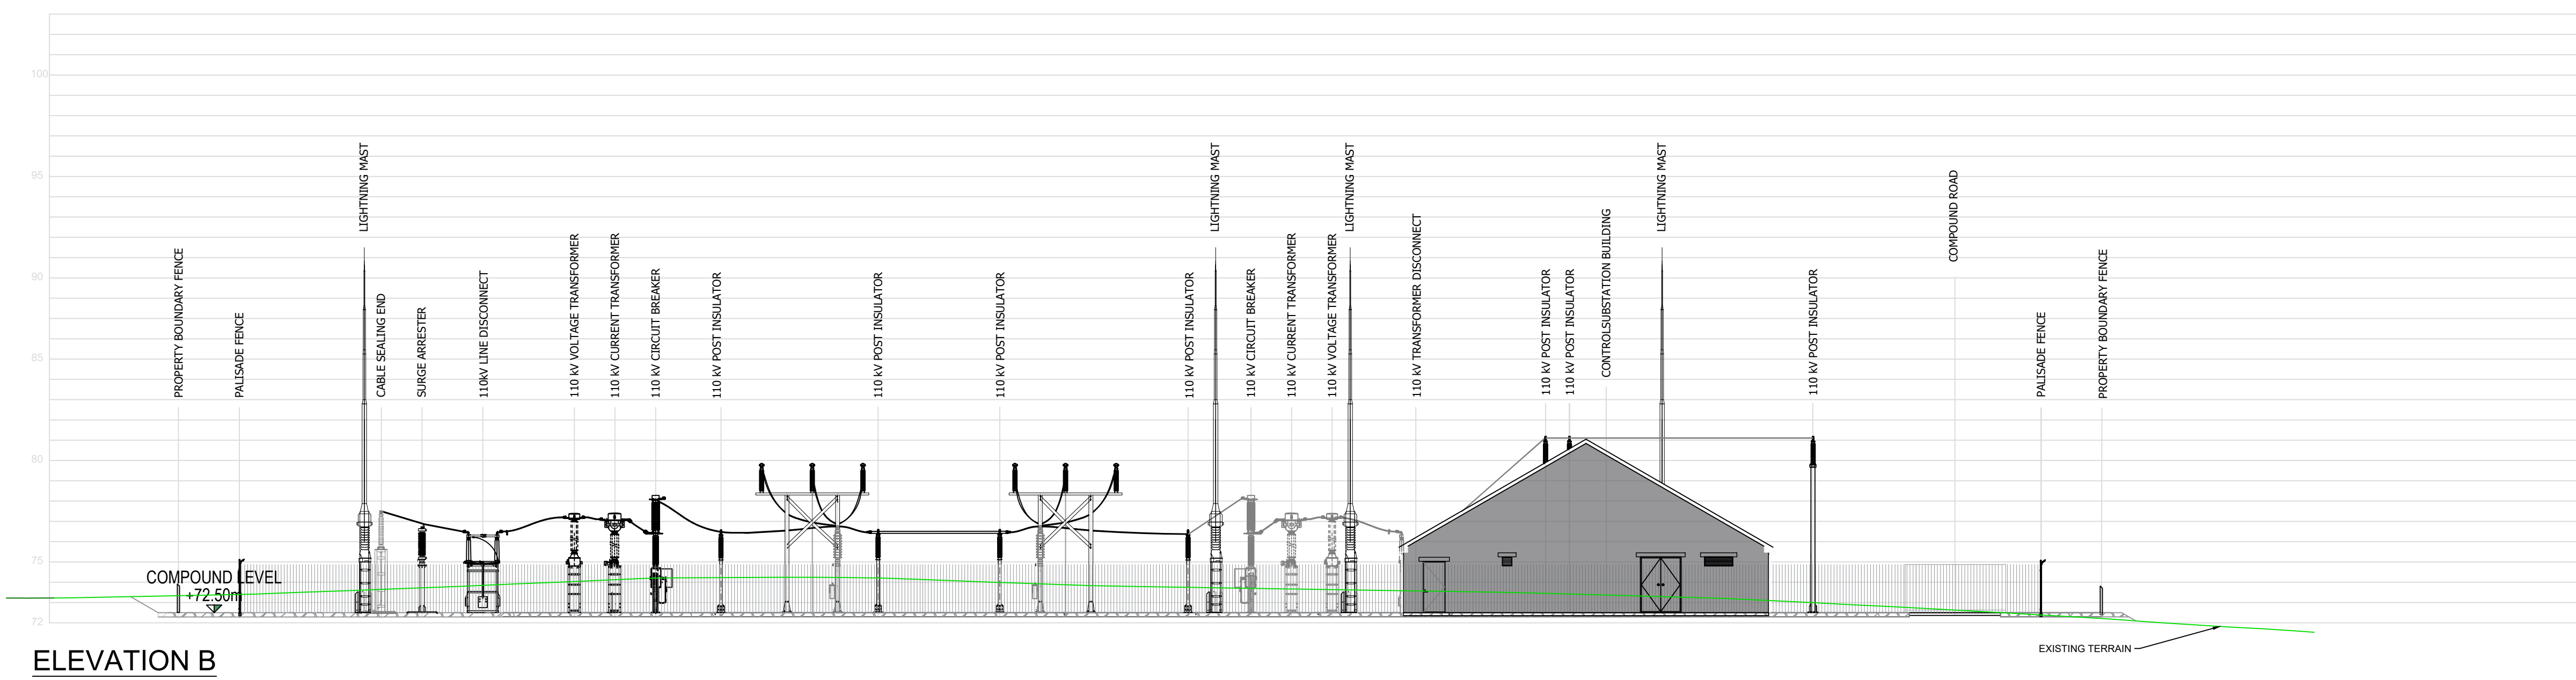 100
95
90
85
80
75
72
PROPERTY BOUNDARY FENCE
PALISADE FENCE
LIGHTNING MAST
CABLE SEALING END
SURGE ARRESTER
110kV LINE DISCONNECT
110 kV VOLTAGE TRANSFORMER
110 kV CURRENT TRANSFORMER
110 kV CIRCUIT BREAKER
110 kV POST INSULATOR
110 kV POST INSULATOR
110 kV POST INSULATOR
110 kV POST INSULATOR
LIGHTNING MAST
110 kV CIRCUIT BREAKER
110 kV CURRENT TRANSFORMER
110 kV VOLTAGE TRANSFORMER
LIGHTNING MAST
110 kV TRANSFORMER DISCONNECT
110 kV POST INSULATOR
110 kV POST INSULATOR
CONTROLSUBSTATION BUILDING
LIGHTNING MAST
110 kV POST INSULATOR
COMPOUND ROAD
PALISADE FENCE
PROPERTY BOUNDARY FENCE
COMPOUND LEVEL
+72.50m
EXISTING TERRAIN
ELEVATION B